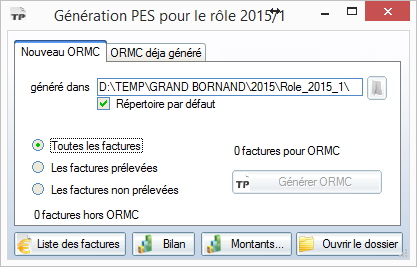 TP Génération PES pour le rôle 2015/1
Nouveau ORMC
ORMC déja généré
généré dans D:\TEMP\GRAND BORNAND\2015\Role_2015_1\
Répertoire par défaut
Toutes les factures
0 factures pour ORMC
Les factures prélevées
TP Générer ORMC
Les factures non prélevées
0 factures hors ORMC
Liste des factures
Bilan
Montants...
Ouvrir le dossier